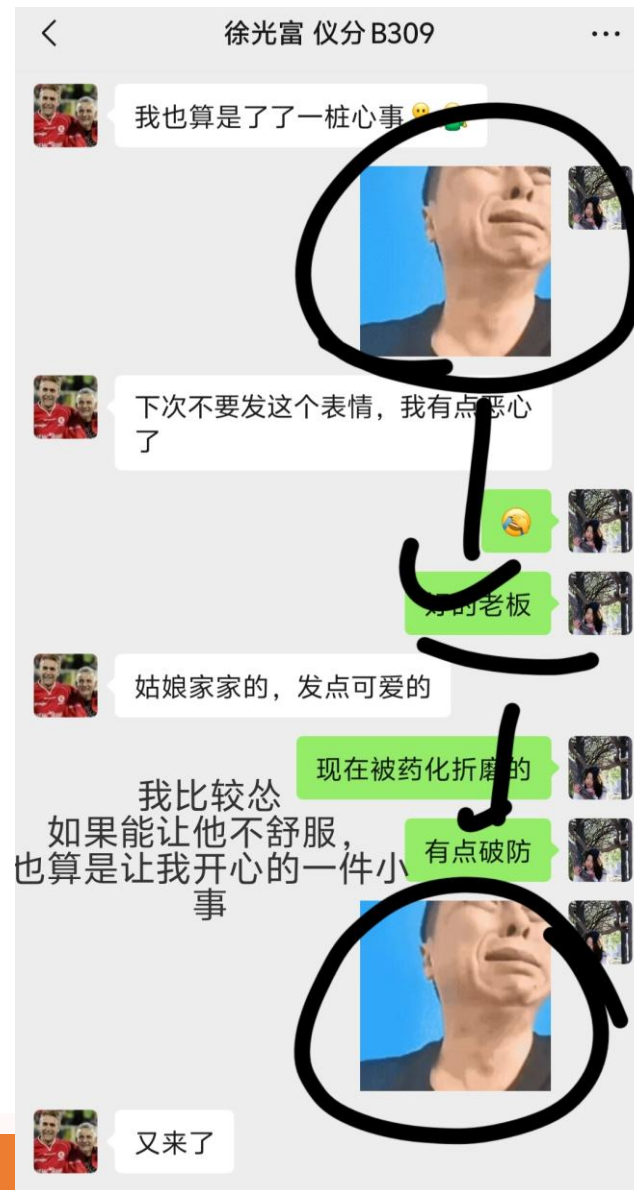 徐光富 仪分B309
我也算是了了一桩心事
下次不要发这个表情，我有点恶心
了
好的老板
姑娘家家的，发点可爱的
现在被药化折磨的
我比较怂
如果能让他不舒服，
也算是让我开心的一件小
事
有点破防
又来了